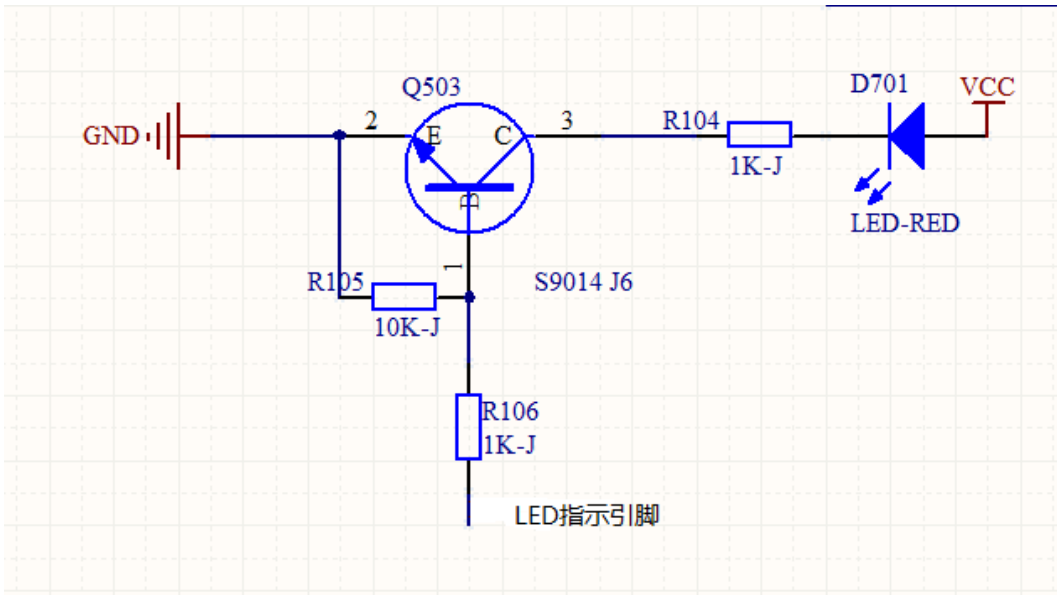 Q503
D701
VCC
GND
2
E
C
3
R104
1K-J
B
LED-RED
1
R105
S9014 J6
10K-J
R106
1K-J
LED指示引脚